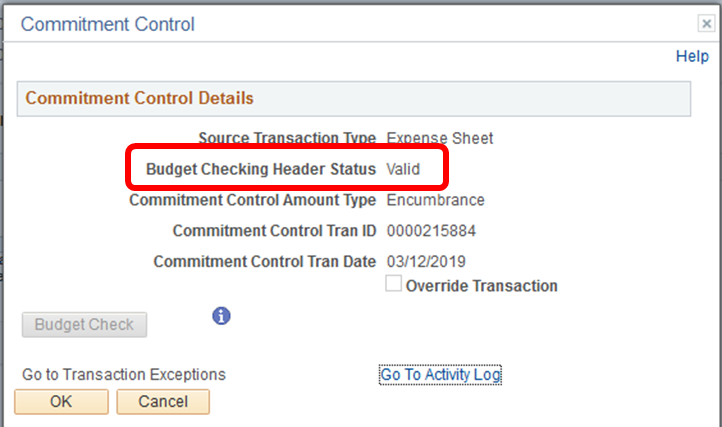 Commitment Control
Help
Commitment Control Details
Source Transaction Type Expense Sheet
Budget Checking Header Status Valid
Commitment Control Amount Type Encumbrance
Commitment Control Tran ID 0000215884
Commitment Control Tran Date 03/12/2019
Override Transaction
Budget Check
Go to Transaction Exceptions Go To Activity Log
OK Cancel